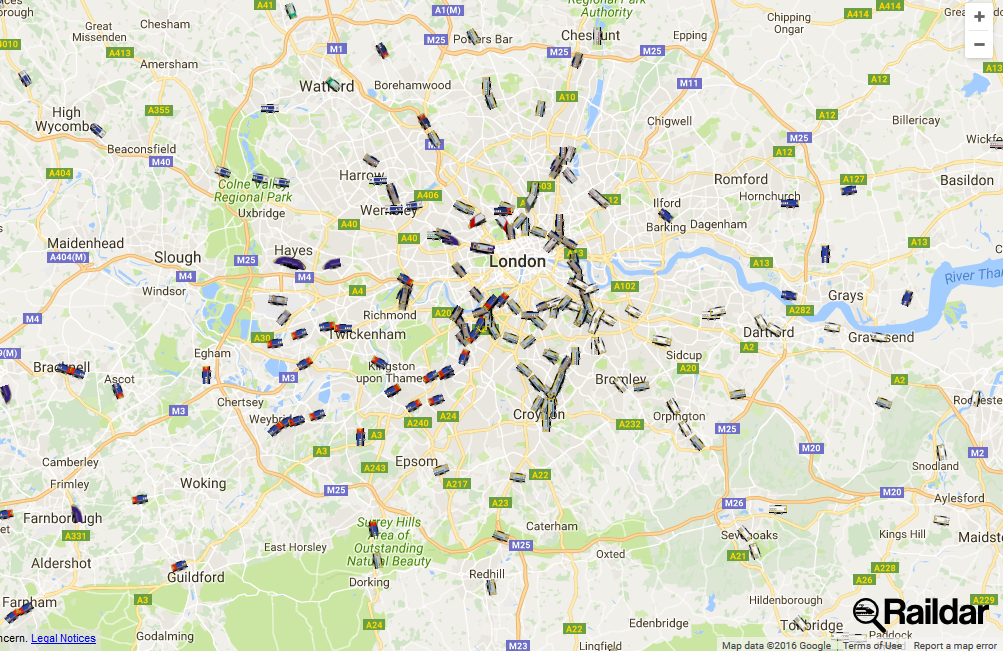 A41
Regional Park
Authority
A414
A414
Great
Missenden
Chesham
A1(M)
Chipping
Ongar
+
−
M25
Potters Bar
Cheshunt
Epping
A413
M1
M25
M25
Amersham
Watford
Borehamwood
M11
A12
High
Wycombe
A355
A10
A12
Chigwell
Billericay
M25
Beaconsfield
M40
A12
A404
Harrow
Romford
A127
Basildon
Colne Valley
Regional Park
A406
Hornchurch
Uxbridge
Wembley
Ilford
Barking
Dagenham
A40
A40
A13
Maidenhead
A404(M)
Slough
Hayes
M25
London
A13
M4
M4
Windsor
A4
A102
River Tha
Grays
A282
M4
Richmond
A30
Twickenham
Dartford
Gravesend
A2
Egham
Sidcup
A20
Bracknell
Ascot
M3
Kingston
upon Thames
Bromley
A2
Chertsey
M3
Weybridge
Croydon
Orpington
A24
A240
A232
M25
A3
A3
M20
M2
Epsom
A243
A217
A22
Snodland
Camberley
Frimley
Woking
M25
M20
Aylesford
A23
M26
Farnborough
A331
Surrey Hills
Area of
Outstanding
Natural Beauty
Caterham
Sevenoaks
Kings Hill
East Horsley
M25
Oxted
A21
Aldershot
Guildford
Dorking
Redhill
A228
A26
Farnham
A3
Hildenborough
A229
Raildar
A24
A22
Edenbridge
Tonbridge
Paddock
Godalming
M23
Lingfield
Legal Notices
Map data ©2016 Google
Terms of Use
Report a map error